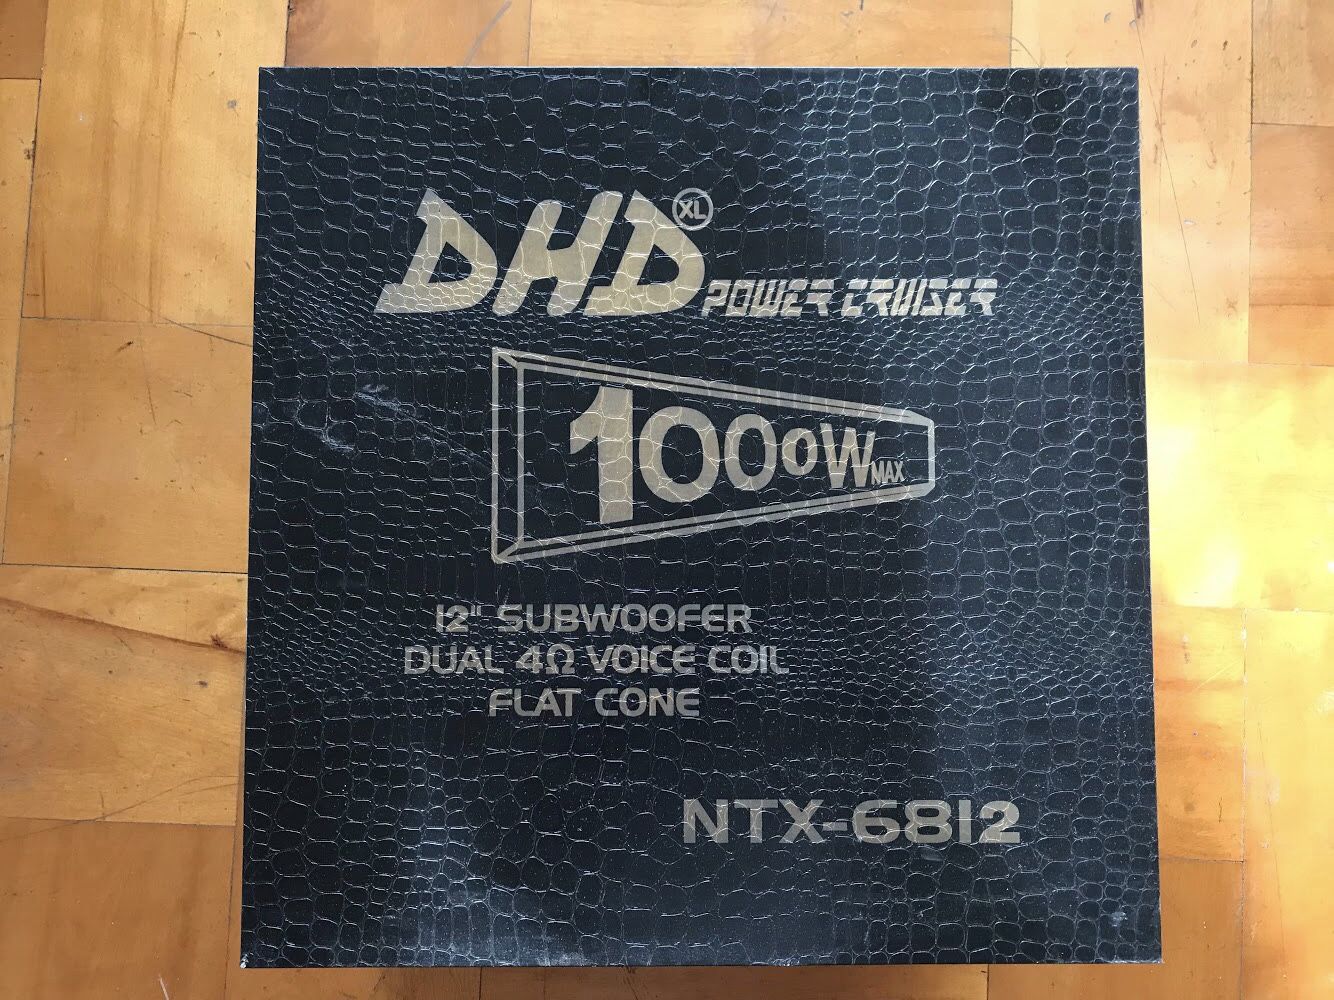 DHD XL POWER CRUISER
1000W MAX
12" SUBWOOFER
DUAL 4Ω VOICE COIL
FLAT CONE
NTX-6812